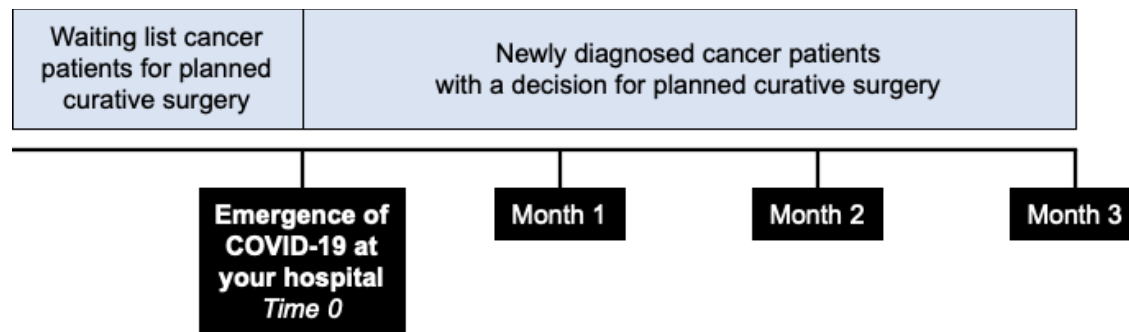 Waiting list cancer
patients for planned
curative surgery
Newly diagnosed cancer patients
with a decision for planned curative surgery
Emergence of
COVID-19 at
your hospital
Time 0
Month 1
Month 2
Month 3